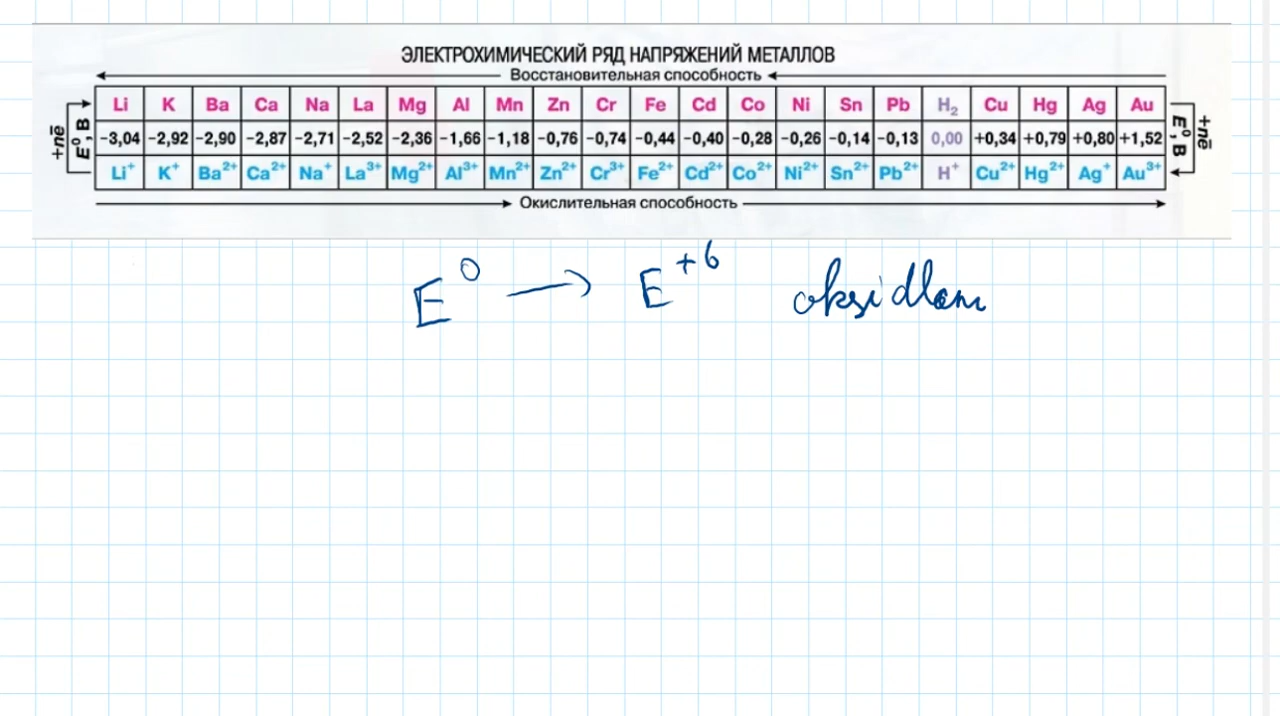 ЭЛЕКТРОХИМИЧЕСКИЙ РЯД НАПРЯЖЕНИЙ МЕТАЛЛОВ
Восстановительная способность
Li K Ba Ca Na La Mg Al Mn Zn Cr Fe Cd Co Ni Sn Pb H₂ Cu Hg Ag Au
+nē E⁰, В −3,04 −2,92 −2,90 −2,87 −2,71 −2,52 −2,36 −1,66 −1,18 −0,76 −0,74 −0,44 −0,40 −0,28 −0,26 −0,14 −0,13 0,00 +0,34 +0,79 +0,80 +1,52 E⁰, В +nē
Li⁺ K⁺ Ba²⁺ Ca²⁺ Na⁺ La³⁺ Mg²⁺ Al³⁺ Mn²⁺ Zn²⁺ Cr³⁺ Fe²⁺ Cd²⁺ Co²⁺ Ni²⁺ Sn²⁺ Pb²⁺ H⁺ Cu²⁺ Hg²⁺ Ag⁺ Au³⁺
Окислительная способность
E⁰ → E⁺⁶ oksidlani